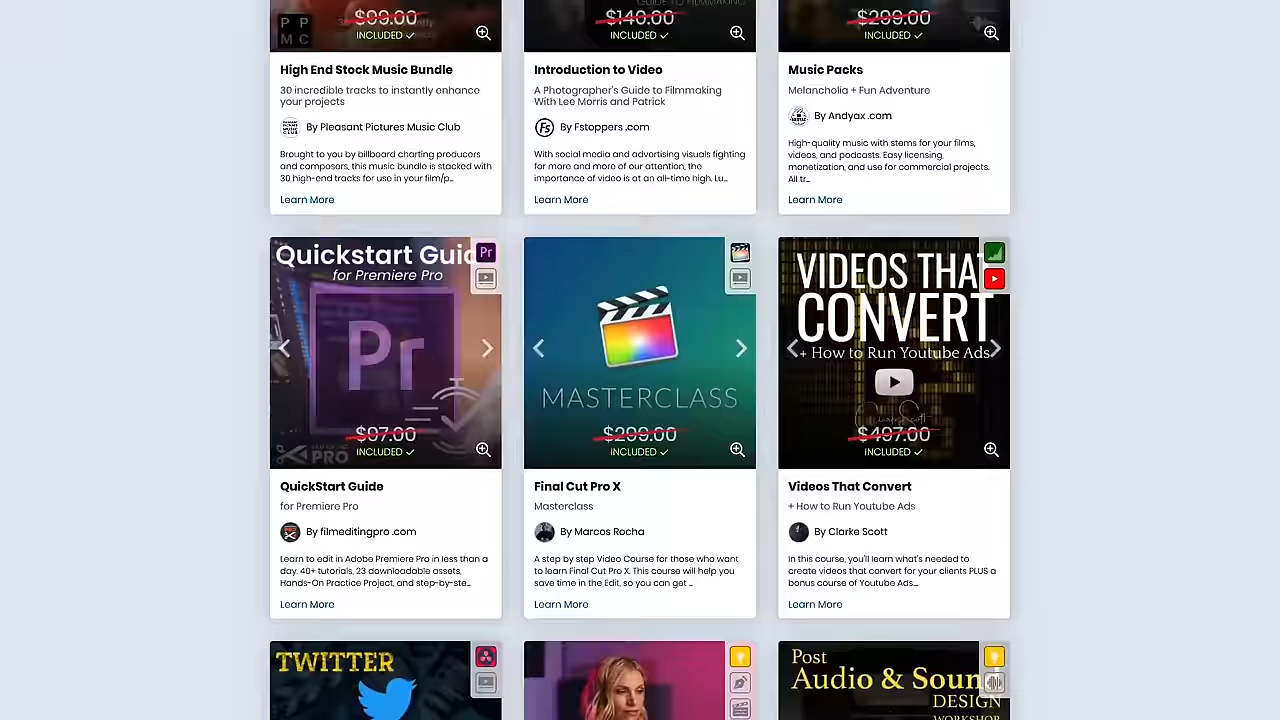 P P
M C
$99.00
INCLUDED ✓
$140.00
INCLUDED ✓
$299.00
INCLUDED ✓
High End Stock Music Bundle
30 incredible tracks to instantly enhance
your projects
By Pleasant Pictures Music Club
Brought to you by billboard charting producers
and composers, this music bundle is stacked with
30 high-end tracks for use in your film/p...
Learn More
Introduction to Video
A Photographer's Guide to Filmmaking
With Lee Morris and Patrick
Fs
By Fstoppers .com
With social media and advertising visuals fighting
for more and more of our attention, the
importance of video is at an all-time high. Lu...
Learn More
Music Packs
Melancholia + Fun Adventure
By Andyax .com
High-quality music with stems for your films,
videos, and podcasts. Easy licensing,
monetization, and use for commercial projects.
All tr...
Learn More
Quickstart Guid
for Premiere Pro
Pr
Pr
PRO
$97.00
INCLUDED ✓
QuickStart Guide
for Premiere Pro
By filmeditingpro .com
Learn to edit in Adobe Premiere Pro in less than a
day. 40+ tutorials, 23 downloadable assets,
Hands-On Practice Project, and step-by-ste...
Learn More
MASTERCLASS
$299.00
INCLUDED ✓
Final Cut Pro X
Masterclass
By Marcos Rocha
A step by step Video Course for those who want
to learn Final Cut Pro X. This course will help you
save time in the Edit, so you can get ...
Learn More
VIDEOS THAT
CONVERT
+ How to Run Youtube Ads
$497.00
INCLUDED ✓
Videos That Convert
+ How to Run Youtube Ads
By Clarke Scott
In this course, you'll learn what's needed to
create videos that convert for your clients PLUS a
bonus course of Youtube Ads...
Learn More
TWITTER
Post
Audio & Soun
DESIGN
WORKSHOP